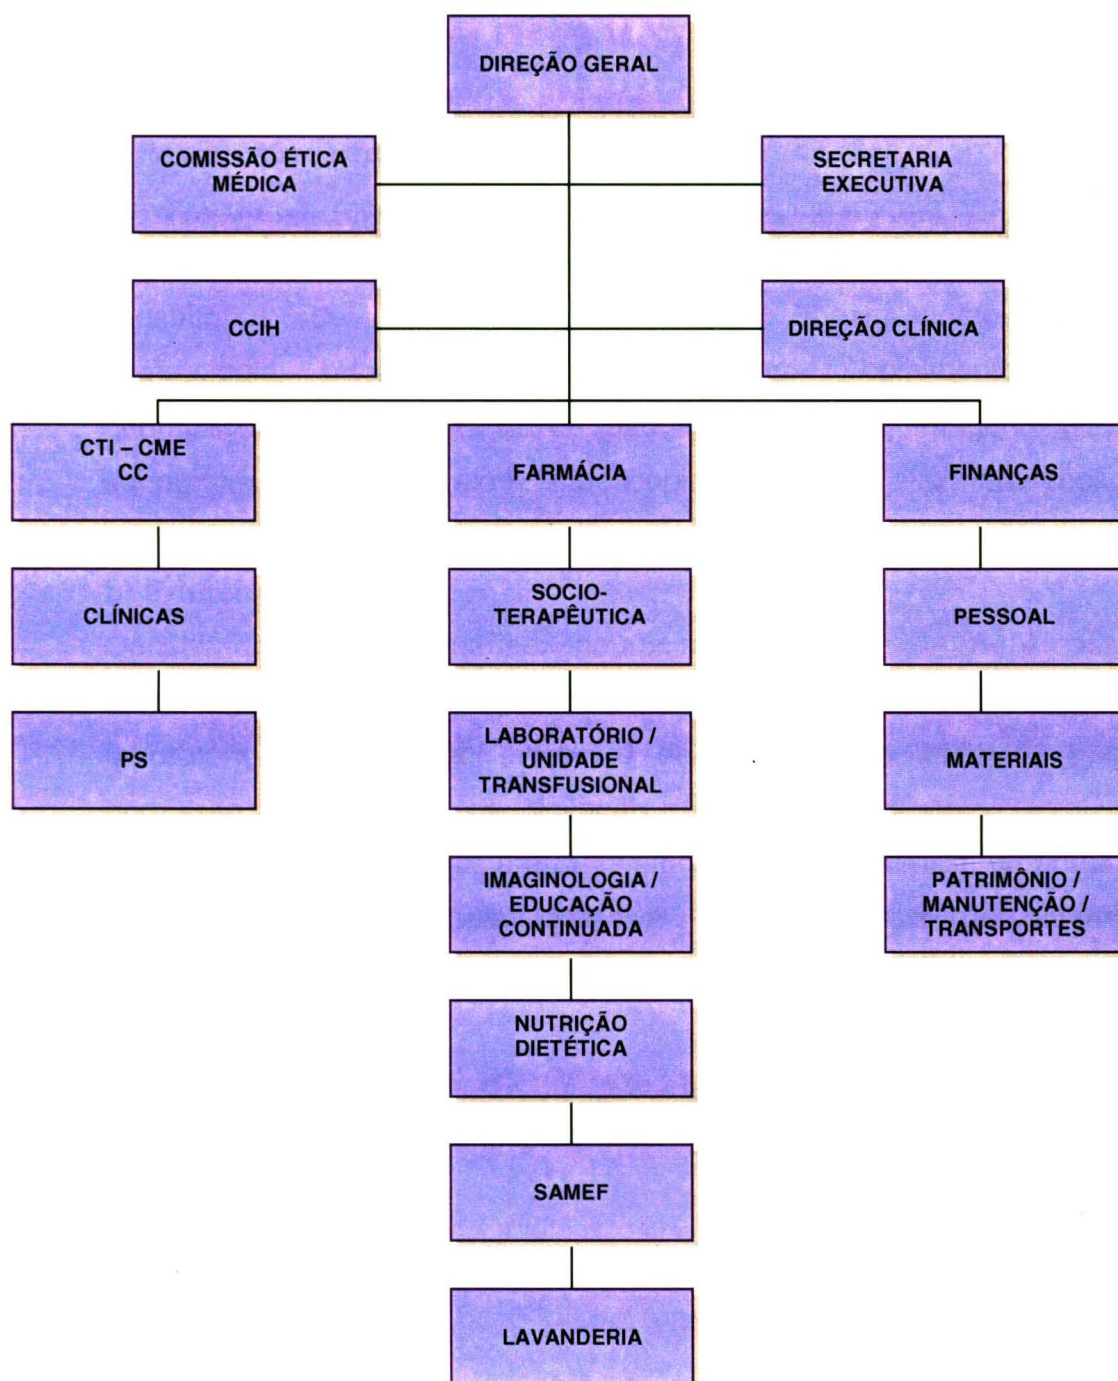 DIREÇÃO GERAL
COMISSÃO ÉTICA
MÉDICA
SECRETARIA
EXECUTIVA
CCIH
DIREÇÃO CLÍNICA
CTI – CME
CC
FARMÁCIA
FINANÇAS
CLÍNICAS
SOCIO-
TERAPÊUTICA
PESSOAL
PS
LABORATÓRIO /
UNIDADE
TRANSFUSIONAL
MATERIAIS
IMAGINOLOGIA /
EDUCAÇÃO
CONTINUADA
PATRIMÔNIO /
MANUTENÇÃO /
TRANSPORTES
NUTRIÇÃO
DIETÉTICA
SAMEF
LAVANDERIA